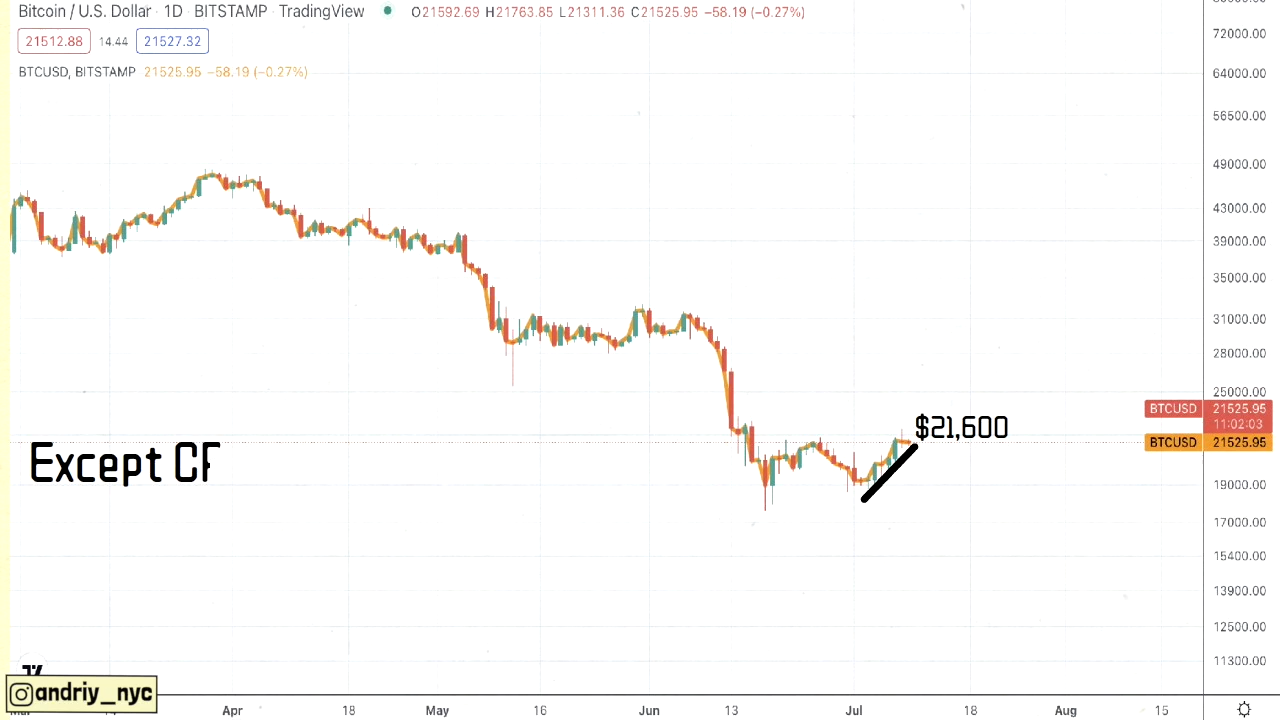 Bitcoin / U.S. Dollar · 1D · BITSTAMP · TradingView O21592.69 H21763.85 L21311.36 C21525.95 −58.19 (−0.27%)
21512.88 14.44 21527.32
BTCUSD, BITSTAMP 21525.95 −58.19 (−0.27%)
72000.00
64000.00
56500.00
49000.00
43000.00
39000.00
35000.00
31000.00
28000.00
25000.00
BTCUSD 21525.95
11:02:03
$21,600
BTCUSD 21525.95
Except
19000.00
17000.00
15400.00
13900.00
12500.00
11300.00
andriy_nyc
Apr 18 May 16 Jun 13 Jul 18 Aug 15